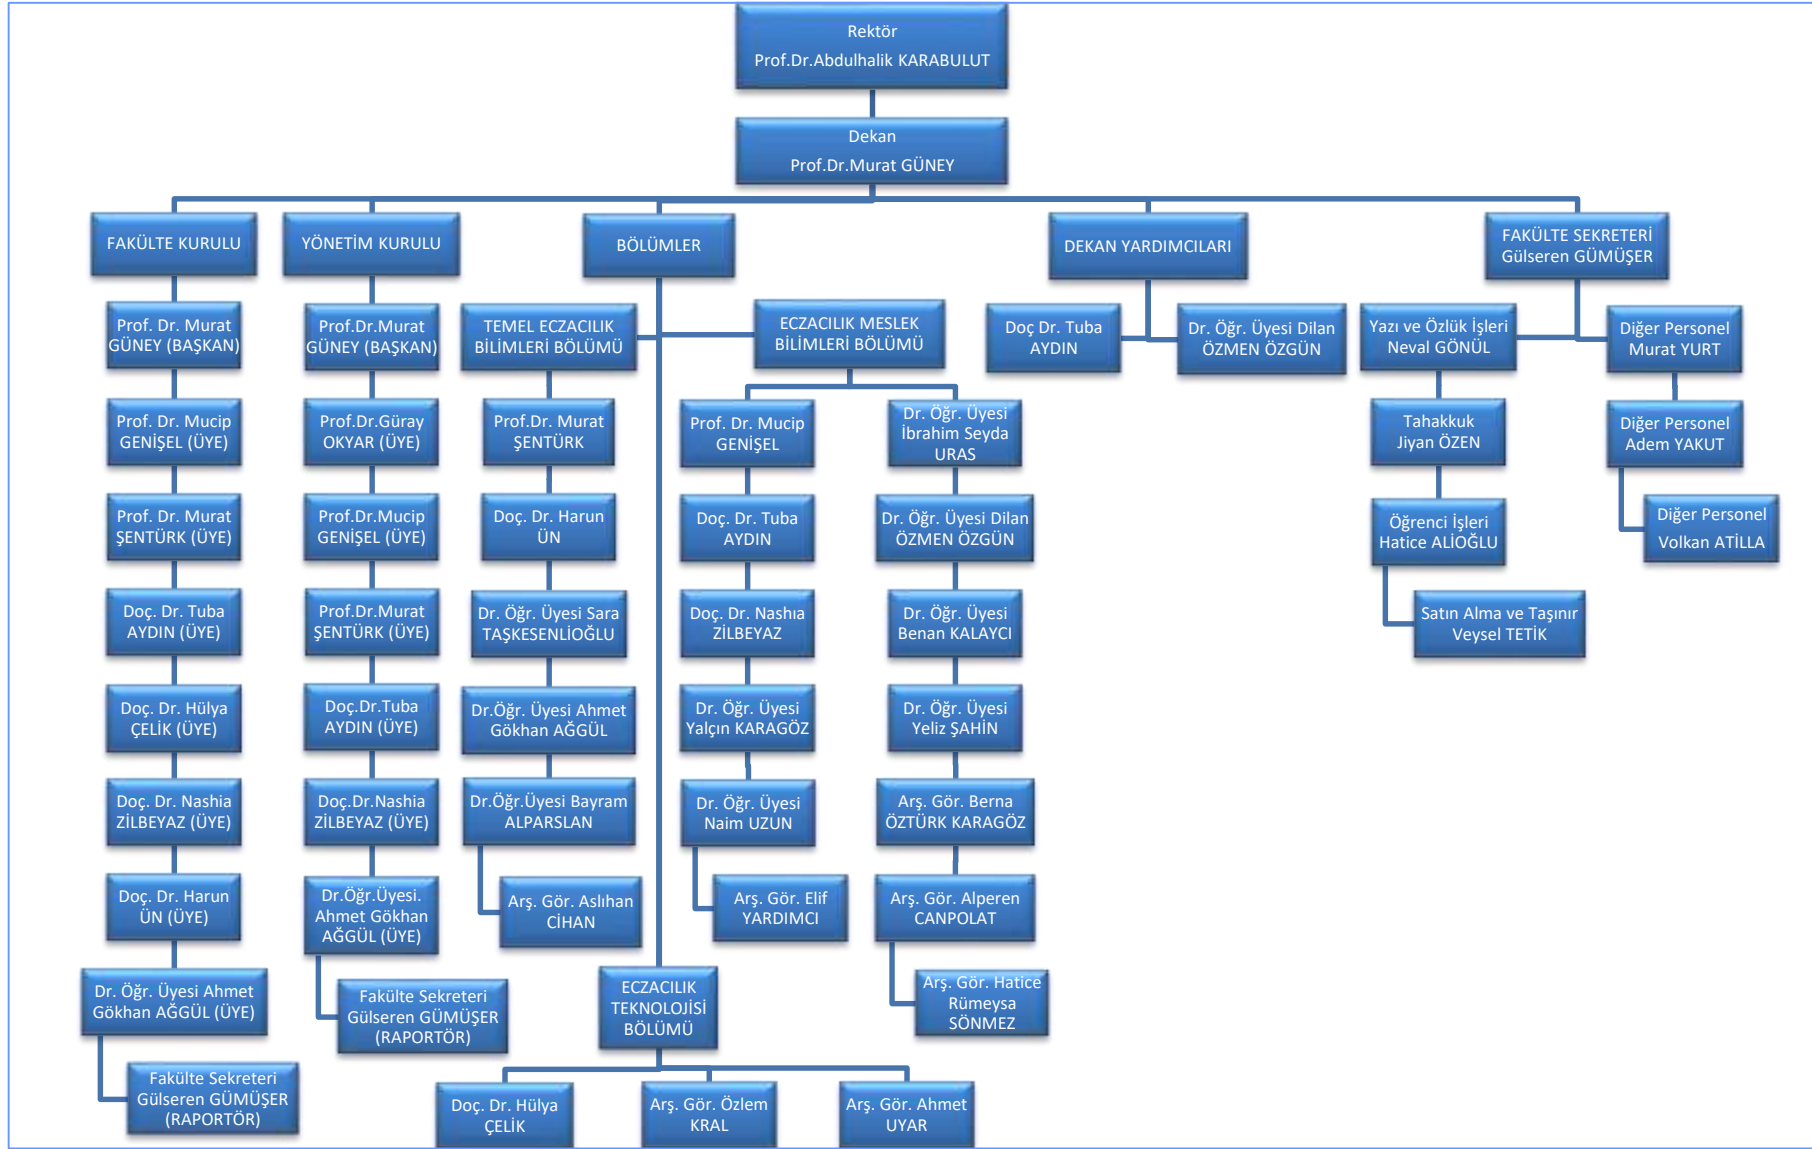 Rektör
Prof.Dr.Abdulhalik KARABULUT
Dekan
Prof.Dr.Murat GÜNEY
FAKÜLTE KURULU
Prof. Dr. Murat
GÜNEY (BAŞKAN)
Prof. Dr. Mucip
GENİŞEL (ÜYE)
Prof. Dr. Murat
ŞENTÜRK (ÜYE)
Doç. Dr. Tuba
AYDIN (ÜYE)
Doç. Dr. Hülya
ÇELİK (ÜYE)
Doç. Dr. Nashia
ZİLBEYAZ (ÜYE)
Doç. Dr. Harun
ÜN (ÜYE)
Dr. Öğr. Üyesi Ahmet
Gökhan AĞGÜL (ÜYE)
Fakülte Sekreteri
Gülseren GÜMÜŞER
(RAPORTÖR)
YÖNETİM KURULU
Prof.Dr.Murat
GÜNEY (BAŞKAN)
Prof.Dr.Güray
OKYAR (ÜYE)
Prof.Dr.Mucip
GENİŞEL (ÜYE)
Prof.Dr.Murat
ŞENTÜRK (ÜYE)
Doç.Dr.Tuba
AYDIN (ÜYE)
Doç.Dr.Nashia
ZİLBEYAZ (ÜYE)
Dr.Öğr.Üyesi.
Ahmet Gökhan
AĞGÜL (ÜYE)
Fakülte Sekreteri
Gülseren GÜMÜŞER
(RAPORTÖR)
BÖLÜMLER
TEMEL ECZACILIK
BİLİMLERİ BÖLÜMÜ
Prof.Dr. Murat
ŞENTÜRK
Doç. Dr. Harun
ÜN
Dr. Öğr. Üyesi Sara
TAŞKESENLİOĞLU
Dr.Öğr. Üyesi Ahmet
Gökhan AĞGÜL
Dr.Öğr.Üyesi Bayram
ALPARSLAN
Arş. Gör. Aslıhan
CİHAN
ECZACILIK MESLEK
BİLİMLERİ BÖLÜMÜ
Prof. Dr. Mucip
GENİŞEL
Doç. Dr. Tuba
AYDIN
Doç. Dr. Nashıa
ZİLBEYAZ
Dr. Öğr. Üyesi
Yalçın KARAGÖZ
Dr. Öğr. Üyesi
Naim UZUN
Arş. Gör. Elif
YARDIMCI
Dr. Öğr. Üyesi
İbrahim Seyda
URAS
Dr. Öğr. Üyesi Dilan
ÖZMEN ÖZGÜN
Dr. Öğr. Üyesi
Benan KALAYCI
Dr. Öğr. Üyesi
Yeliz ŞAHİN
Arş. Gör. Berna
ÖZTÜRK KARAGÖZ
Arş. Gör. Alperen
CANPOLAT
Arş. Gör. Hatice
Rümeysa
SÖNMEZ
ECZACILIK
TEKNOLOJİSİ
BÖLÜMÜ
Doç. Dr. Hülya
ÇELİK
Arş. Gör. Özlem
KRAL
Arş. Gör. Ahmet
UYAR
DEKAN YARDIMCILARI
Doç Dr. Tuba
AYDIN
Dr. Öğr. Üyesi Dilan
ÖZMEN ÖZGÜN
FAKÜLTE SEKRETERİ
Gülseren GÜMÜŞER
Yazı ve Özlük İşleri
Neval GÖNÜL
Tahakkuk
Jiyan ÖZEN
Öğrenci İşleri
Hatice ALİOĞLU
Satın Alma ve Taşınır
Veysel TETİK
Diğer Personel
Murat YURT
Diğer Personel
Adem YAKUT
Diğer Personel
Volkan ATİLLA